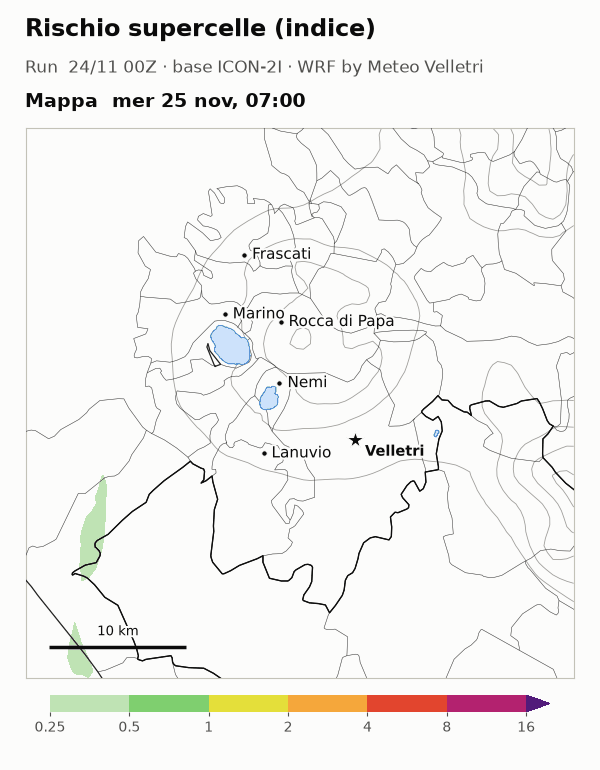 Rischio supercelle (indice)
Run  24/11 00Z · base ICON-2I · WRF by Meteo Velletri
Mappa  mer 25 nov, 07:00
Frascati
Marino
Rocca di Papa
Nemi
Lanuvio
Velletri
10 km
0.25 0.5 1 2 4 8 16